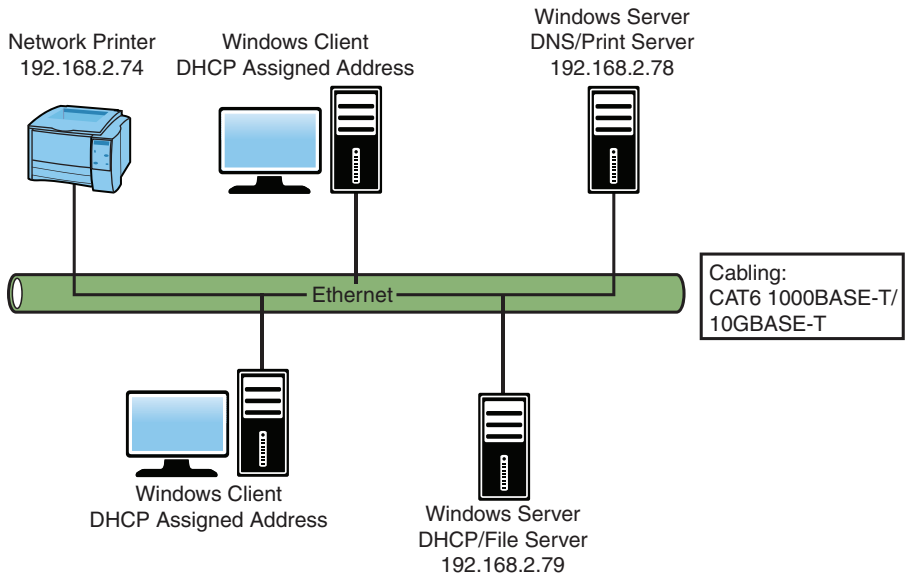 Network Printer
192.168.2.74
Windows Client
DHCP Assigned Address
Windows Server
DNS/Print Server
192.168.2.78
Ethernet
Cabling:
CAT6 1000BASE-T/
10GBASE-T
Windows Client
DHCP Assigned Address
Windows Server
DHCP/File Server
192.168.2.79